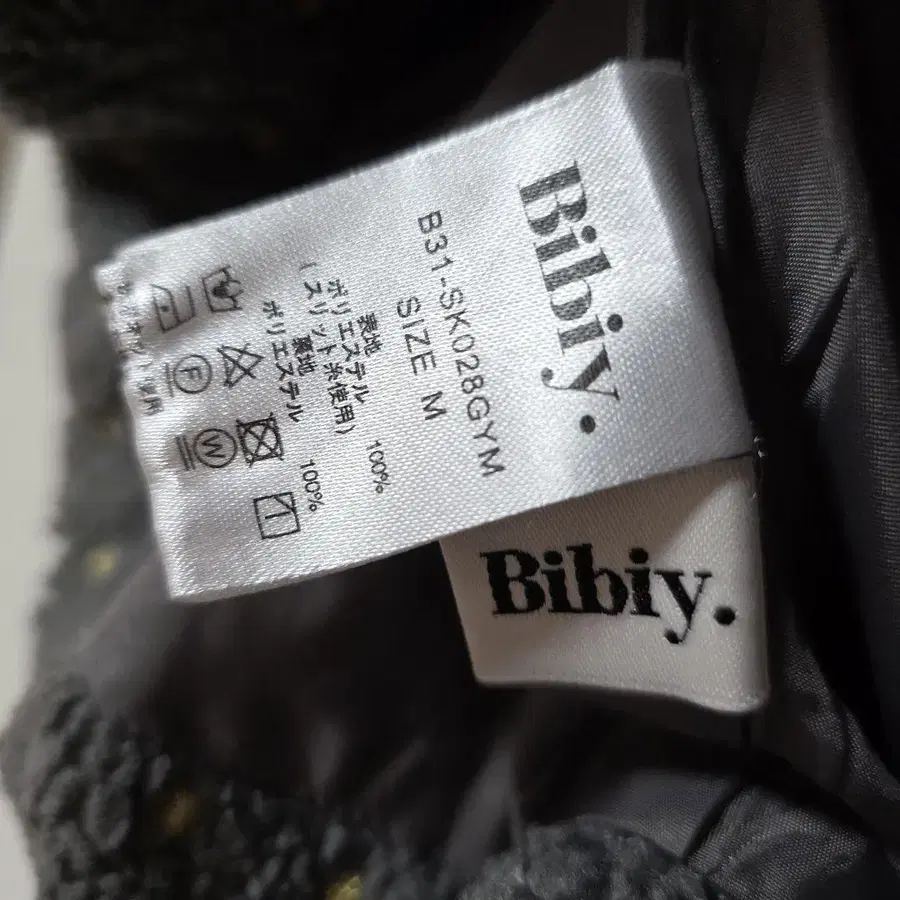 Bibiy.
B31-SK028GYM
SIZE M
表地
ポリエステル 100%
(スリット糸使用)
裏地
ポリエステル 100%
F
W
Bibiy.